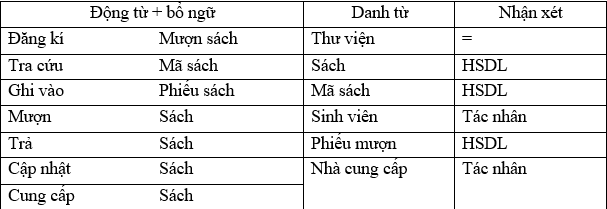 Động từ + bổ ngữ Danh từ Nhận xét
Đăng kí Mượn sách Thư viện =
Tra cứu Mã sách Sách HSDL
Ghi vào Phiếu sách Mã sách HSDL
Mượn Sách Sinh viên Tác nhân
Trả Sách Phiếu mượn HSDL
Cập nhật Sách Nhà cung cấp Tác nhân
Cung cấp Sách